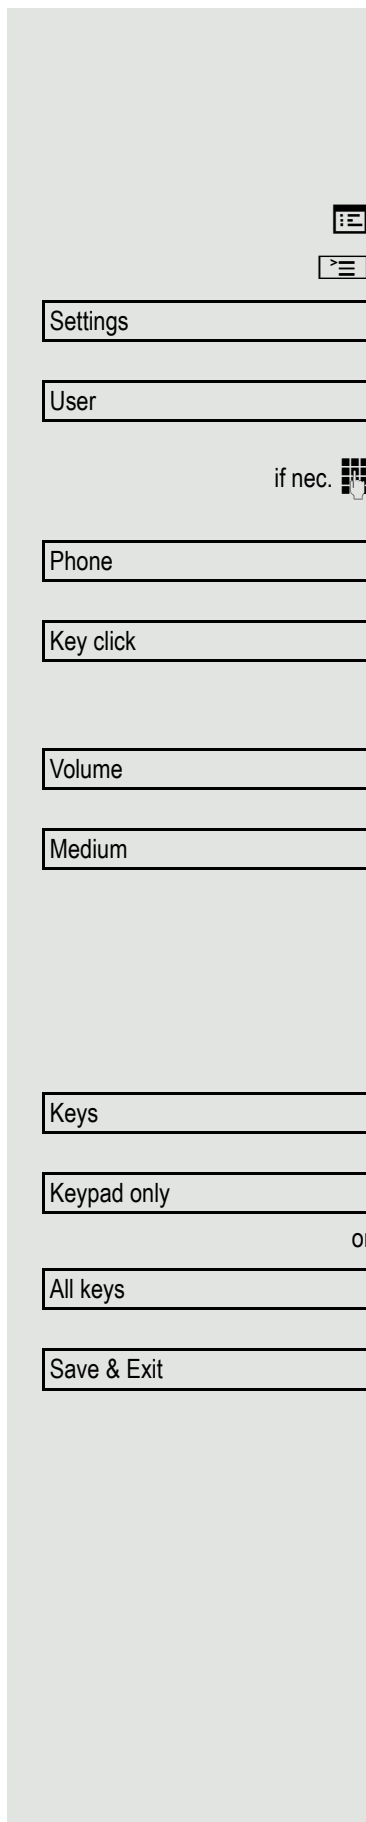 Settings
User
if nec.
Phone
Key click
Volume
Medium
Keys
Keypad only
or
All keys
Save & Exit